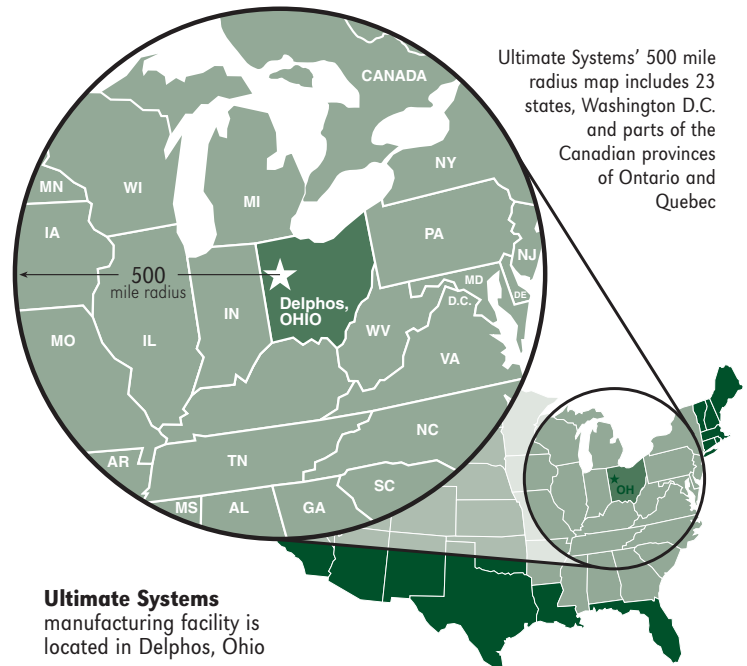 Ultimate Systems’ 500 mile
radius map includes 23
states, Washington D.C.
and parts of the
Canadian provinces
of Ontario and
Quebec
CANADA
MN
WI
MI
NY
IA
PA
NJ
500
mile radius
MD
D.C.
DE
Delphos,
OHIO
IN
MO
IL
WV
VA
NC
AR
TN
SC
MS
AL
GA
OH
Ultimate Systems
manufacturing facility is
located in Delphos, Ohio